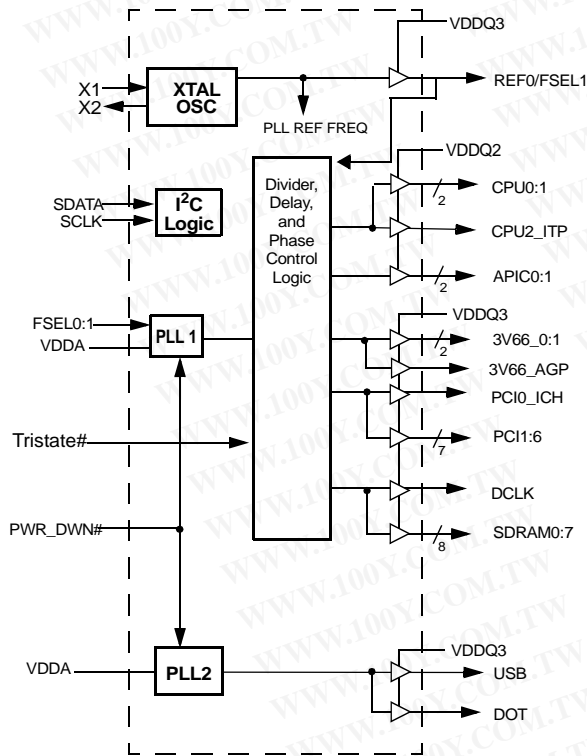 VDDQ3
X1
X2
XTAL
OSC
REF0/FSEL1
PLL REF FREQ
VDDQ2
SDATA
SCLK
I²C
Logic
Divider,
Delay,
and
Phase
Control
Logic
2
CPU0:1
CPU2_ITP
2
APIC0:1
VDDQ3
FSEL0:1
VDDA
PLL 1
2
3V66_0:1
3V66_AGP
PCI0_ICH
7
PCI1:6
Tristate#
DCLK
PWR_DWN#
8
SDRAM0:7
VDDQ3
VDDA
PLL2
USB
DOT
WWW.100Y.COM.TW